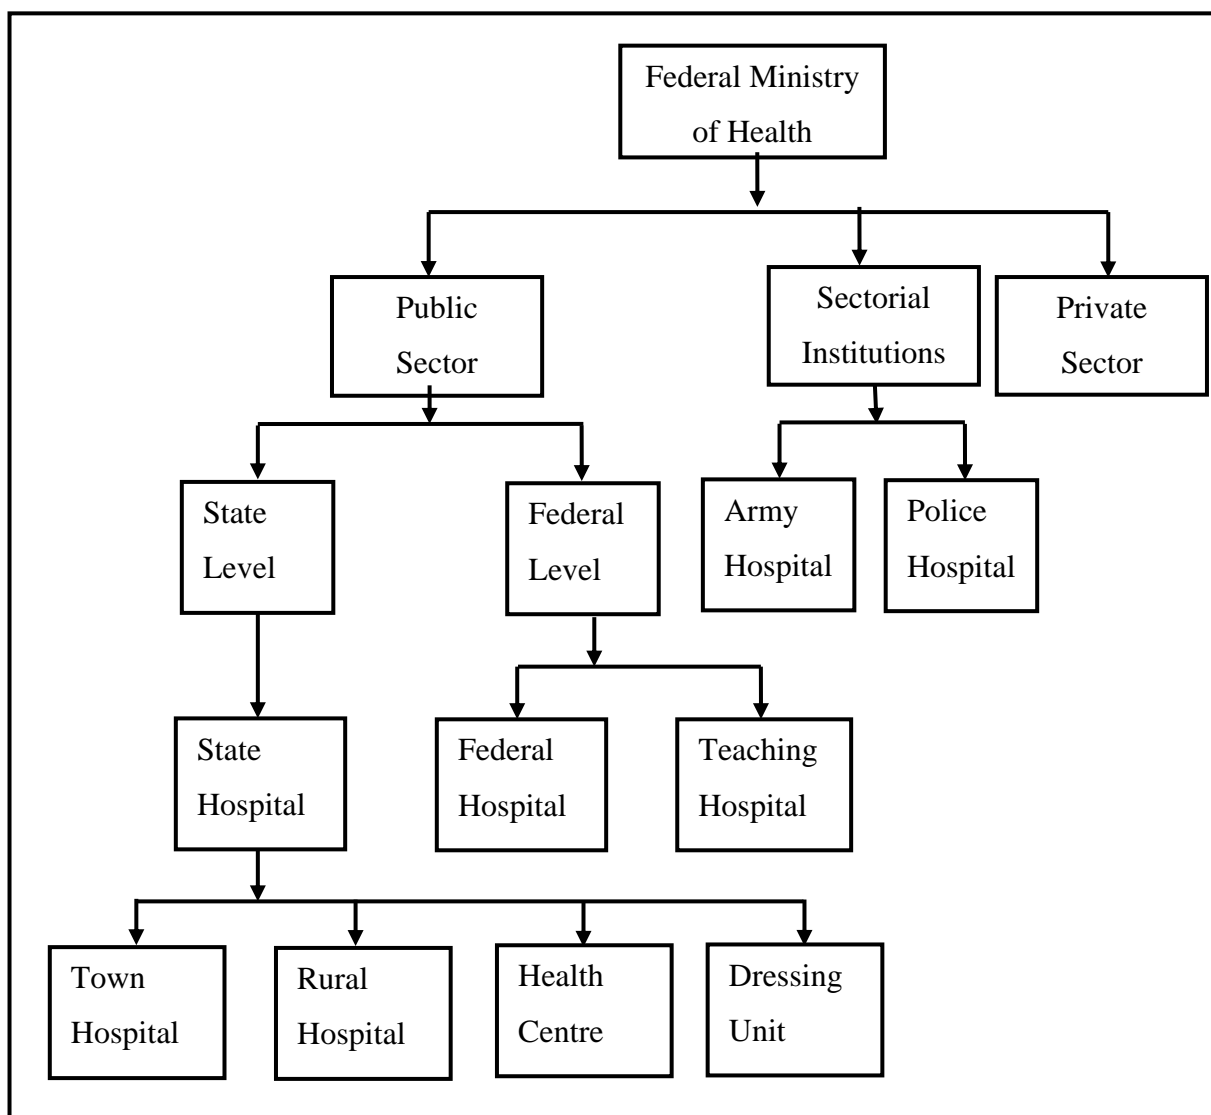 Federal Ministry
of Health
Public
Sector
Sectorial
Institutions
Private
Sector
State
Level
Federal
Level
Army
Hospital
Police
Hospital
State
Hospital
Federal
Hospital
Teaching
Hospital
Town
Hospital
Rural
Hospital
Health
Centre
Dressing
Unit